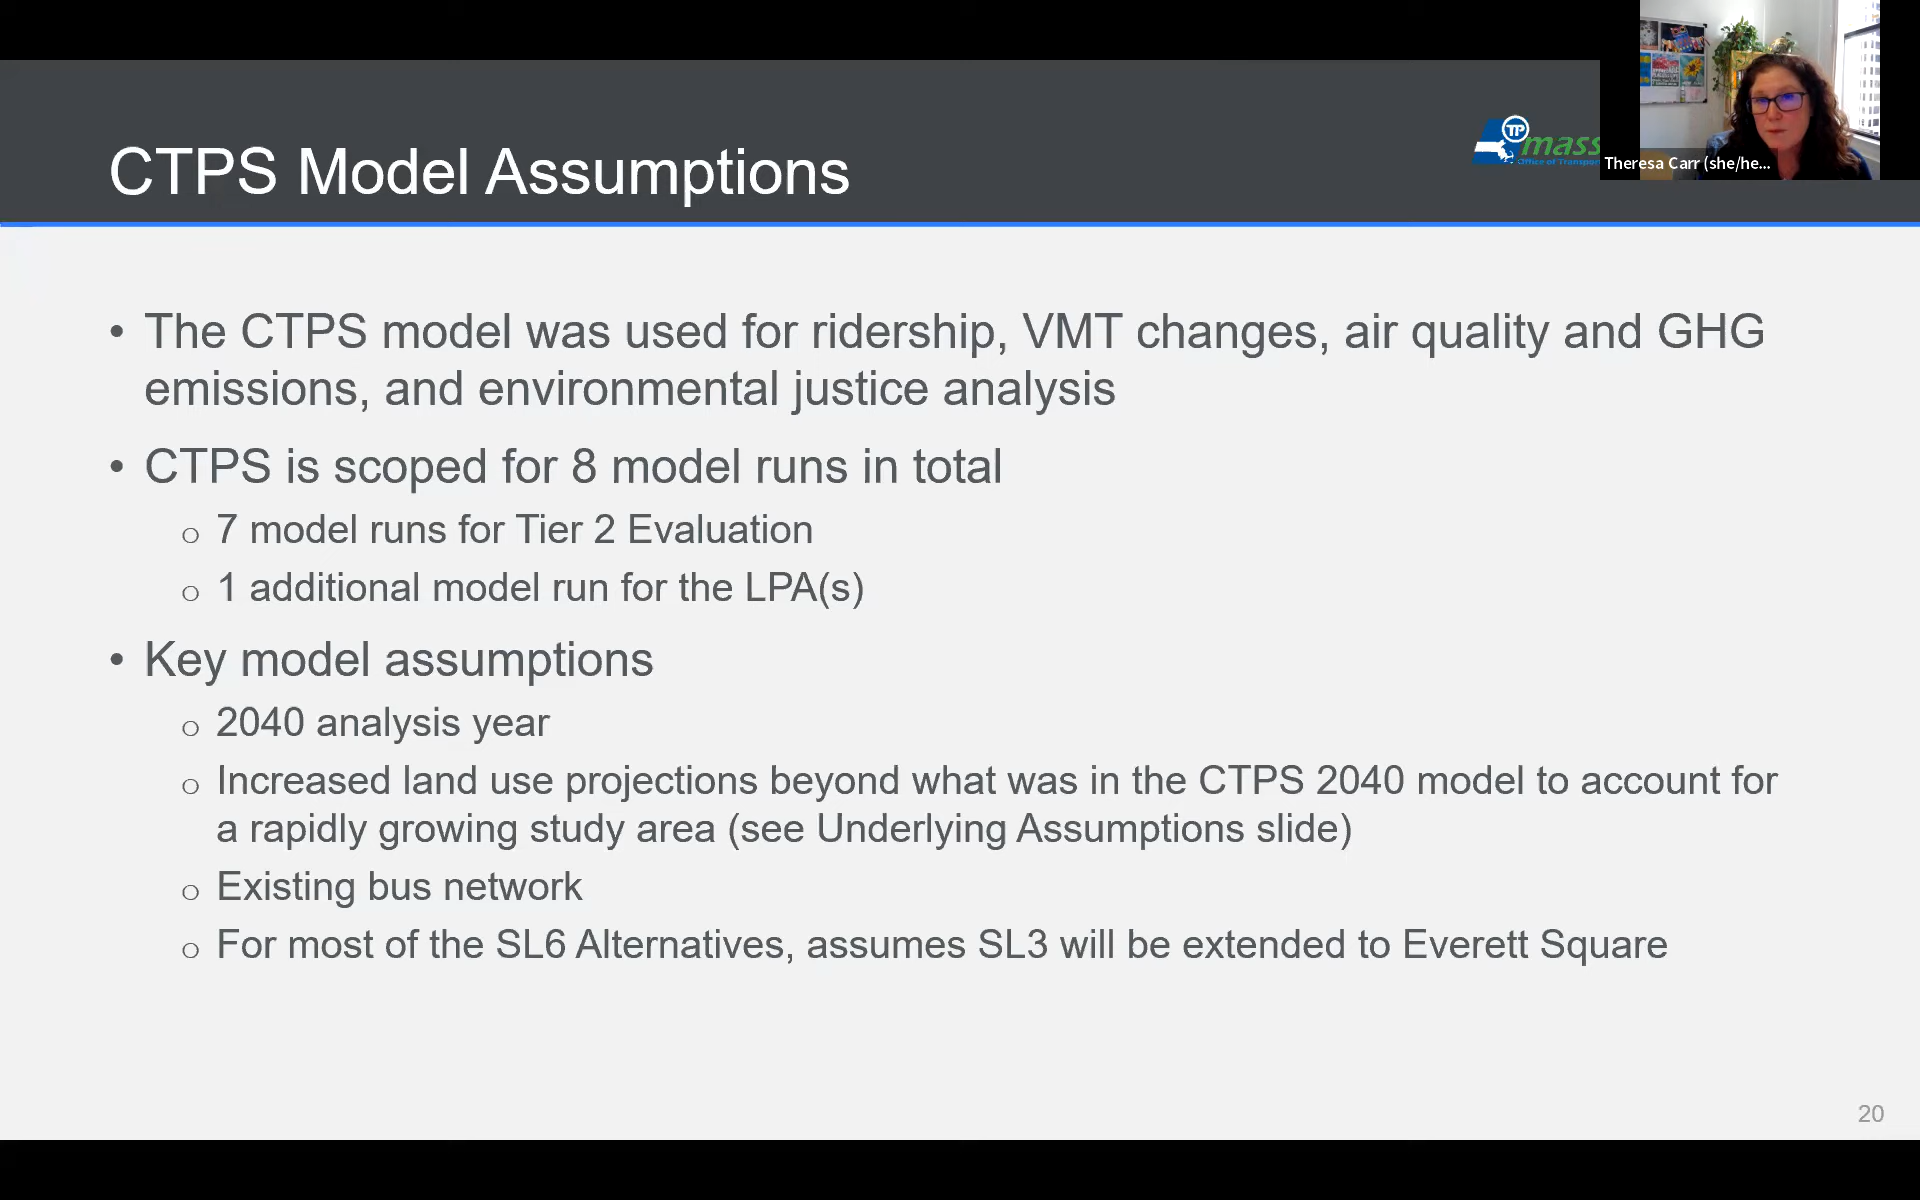 CTPS Model Assumptions
TP
mass
Office of
Theresa Carr (she/he...
• The CTPS model was used for ridership, VMT changes, air quality and GHG
emissions, and environmental justice analysis
• CTPS is scoped for 8 model runs in total
o 7 model runs for Tier 2 Evaluation
o 1 additional model run for the LPA(s)
• Key model assumptions
o 2040 analysis year
o Increased land use projections beyond what was in the CTPS 2040 model to account for
a rapidly growing study area (see Underlying Assumptions slide)
o Existing bus network
o For most of the SL6 Alternatives, assumes SL3 will be extended to Everett Square
20